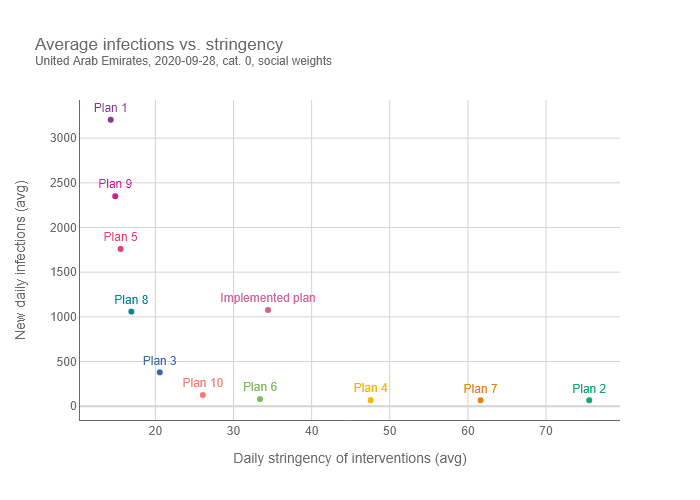 Average infections vs. stringency
United Arab Emirates, 2020-09-28, cat. 0, social weights
New daily infections (avg)
3000
2500
2000
1500
1000
500
0
Plan 1
Plan 9
Plan 5
Plan 8
Implemented plan
Plan 3
Plan 10
Plan 6
Plan 4
Plan 7
Plan 2
20 30 40 50 60 70
Daily stringency of interventions (avg)